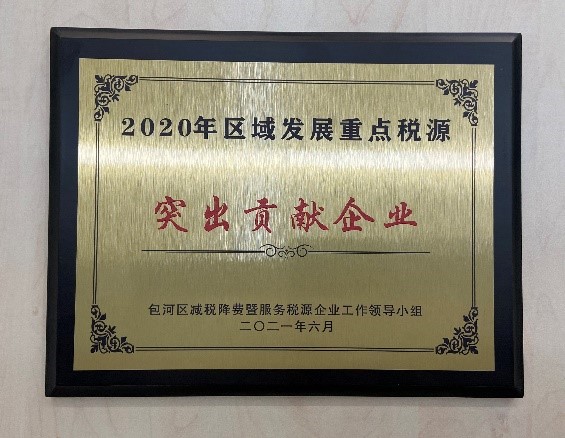 2020年区域发展重点税源
突出贡献企业
包河区减税降费暨服务税源企业工作领导小组
二〇二一年六月